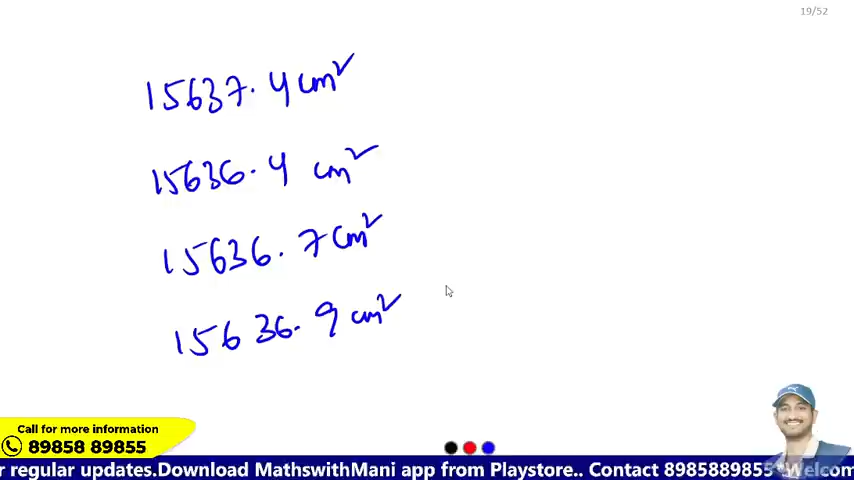 19/52
15637.4 cm²
15636.4 cm²
15636.7 cm²
15636.9 cm²
Call for more information
89858 89855
r regular updates.Download MathswithMani app from Playstore.. Contact 8985889855*Welcom